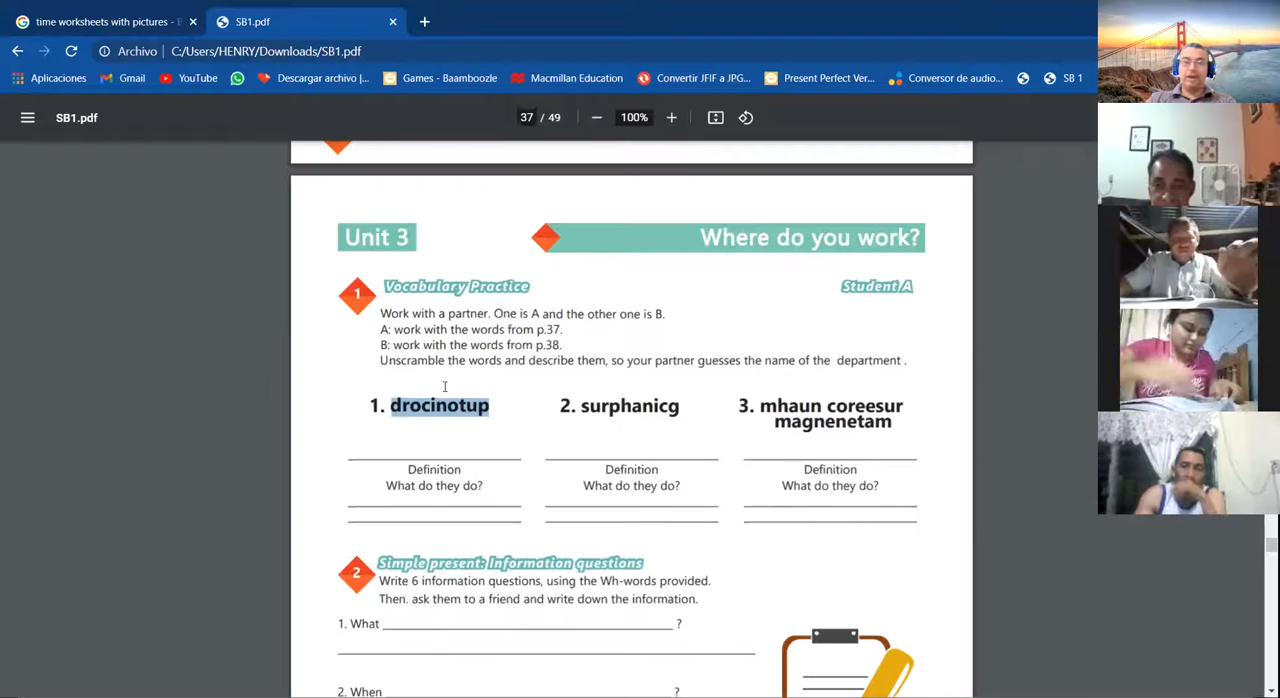 time worksheets with pictures -
SB1.pdf
Archivo
C:/Users/HENRY/Downloads/SB1.pdf
Aplicaciones
Gmail
YouTube
Descargar archivo |...
Games - Baamboozle
Macmillan Education
Convertir JFIF a JPG...
Present Perfect Ver...
Conversor de audio...
SB 1
SB1.pdf
37 / 49
100%
Unit 3
Where do you work?
1
Vocabulary Practice
Student A
Work with a partner. One is A and the other one is B.
A: work with the words from p.37.
B: work with the words from p.38.
Unscramble the words and describe them, so your partner guesses the name of the department .
1. drocinotup
2. surphanicg
3. mhaun coreesur
magnenetam
Definition
What do they do?
Definition
What do they do?
Definition
What do they do?
2
Simple present: Information questions
Write 6 information questions, using the Wh-words provided.
Then. ask them to a friend and write down the information.
1. What ?
2. When ?